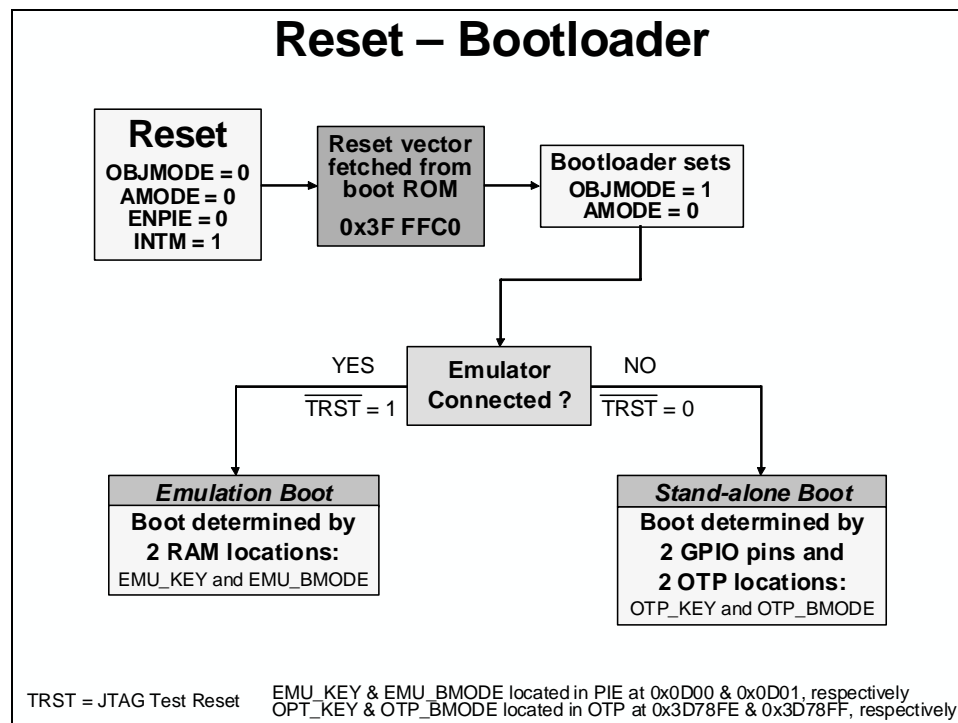 Reset – Bootloader
Reset
OBJMODE = 0
AMODE = 0
ENPIE = 0
INTM = 1
Reset vector
fetched from
boot ROM
0x3F FFC0
Bootloader sets
OBJMODE = 1
AMODE = 0
YES
TRST = 1
Emulator
Connected ?
NO
TRST = 0
Emulation Boot
Boot determined by
2 RAM locations:
EMU_KEY and EMU_BMODE
Stand-alone Boot
Boot determined by
2 GPIO pins and
2 OTP locations:
OTP_KEY and OTP_BMODE
TRST = JTAG Test Reset
EMU_KEY & EMU_BMODE located in PIE at 0x0D00 & 0x0D01, respectively
OPT_KEY & OTP_BMODE located in OTP at 0x3D78FE & 0x3D78FF, respectively